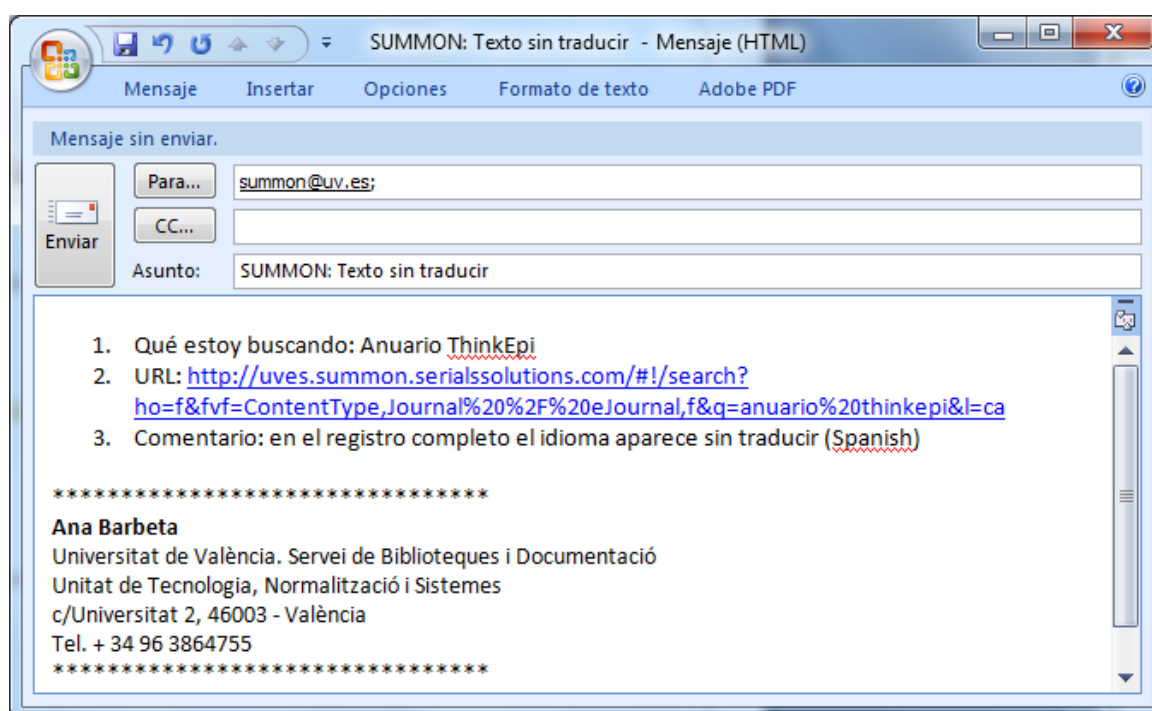 SUMMON: Texto sin traducir - Mensaje (HTML)
Mensaje Insertar Opciones Formato de texto Adobe PDF
Mensaje sin enviar.
Para... summon@uv.es;
CC...
Enviar
Asunto: SUMMON: Texto sin traducir
1. Qué estoy buscando: Anuario ThinkEpi
2. URL: http://uves.summon.serialssolutions.com/#!/search?
ho=f&fvf=ContentType,Journal%20%2F%20eJournal,f&q=anuario%20thinkepi&l=ca
3. Comentario: en el registro completo el idioma aparece sin traducir (Spanish)
*********************************
Ana Barbeta
Universitat de València. Servei de Biblioteques i Documentació
Unitat de Tecnologia, Normalització i Sistemes
c/Universitat 2, 46003 - València
Tel. + 34 96 3864755
*********************************